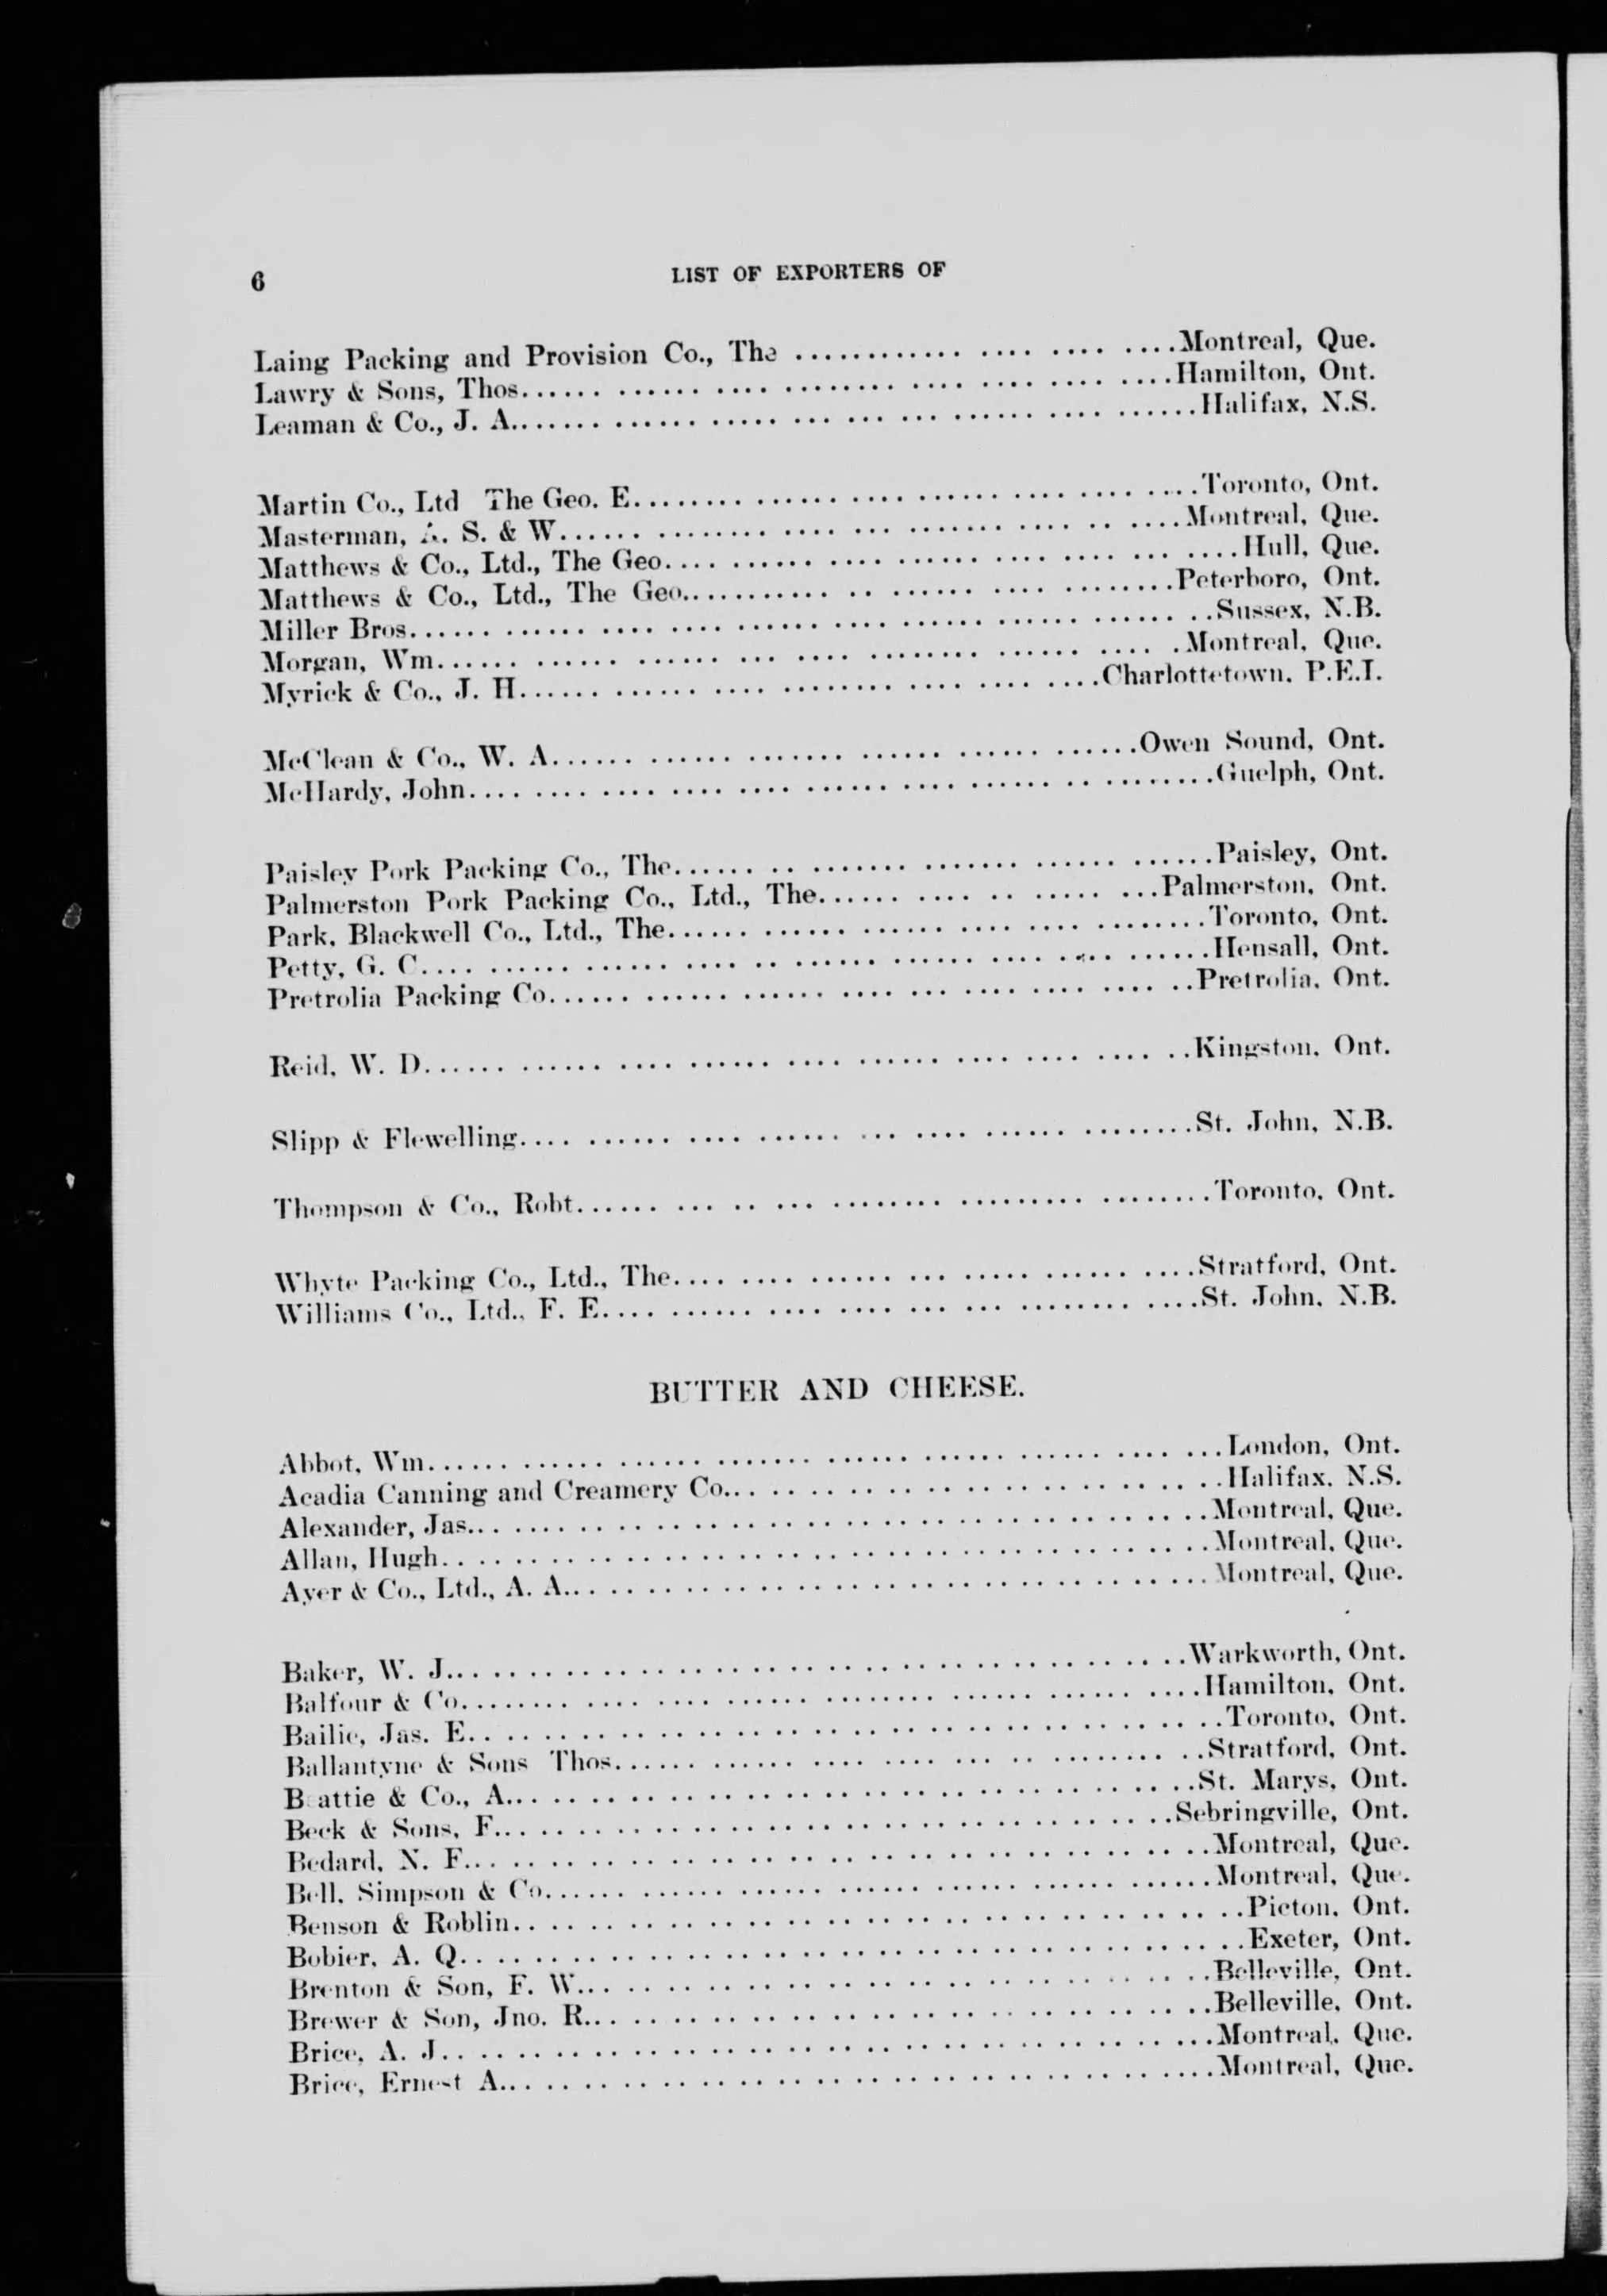 6
LIST OF EXPORTERS OF
Laing Packing and Provision Co., The ........................Montreal, Que.
Lawry & Sons, Thos........................Hamilton, Ont.
Leaman & Co., J. A........................Halifax, N.S.
Martin Co., Ltd The Geo. E........................Toronto, Ont.
Masterman, A. S. & W........................Montreal, Que.
Matthews & Co., Ltd., The Geo........................Hull, Que.
Matthews & Co., Ltd., The Geo........................Peterboro, Ont.
Miller Bros........................Sussex, N.B.
Morgan, Wm........................Montreal, Que.
Myrick & Co., J. H........................Charlottetown. P.E.I.
McClean & Co., W. A........................Owen Sound, Ont.
McHardy, John........................Guelph, Ont.
Paisley Pork Packing Co., The........................Paisley, Ont.
Palmerston Pork Packing Co., Ltd., The........................Palmerston, Ont.
Park, Blackwell Co., Ltd., The........................Toronto, Ont.
Petty, G. C........................Hensall, Ont.
Pretrolia Packing Co........................Pretrolia, Ont.
Reid, W. D........................Kingston, Ont.
Slipp & Flewelling........................St. John, N.B.
Thompson & Co., Robt........................Toronto, Ont.
Whyte Packing Co., Ltd., The........................Stratford, Ont.
Williams Co., Ltd., F. E........................St. John, N.B.
BUTTER AND CHEESE.
Abbot, Wm........................London, Ont.
Acadia Canning and Creamery Co........................Halifax. N.S.
Alexander, Jas........................Montreal, Que.
Allan, Hugh........................Montreal, Que.
Ayer & Co., Ltd., A. A........................Montreal, Que.
Baker, W. J........................Warkworth, Ont.
Balfour & Co........................Hamilton, Ont.
Bailie, Jas. E........................Toronto, Ont.
Ballantyne & Sons Thos........................Stratford, Ont.
B attie & Co., A........................St. Marys, Ont.
Beck & Sons, F........................Sebringville, Ont.
Bedard, N. F........................Montreal, Que.
Bell, Simpson & Co........................Montreal, Que.
Benson & Roblin........................Picton, Ont.
Bobier, A. Q........................Exeter, Ont.
Brenton & Son, F. W........................Belleville, Ont.
Brewer & Son, Jno. R........................Belleville, Ont.
Brice, A. J........................Montreal, Que.
Brice, Ernest A........................Montreal, Que.